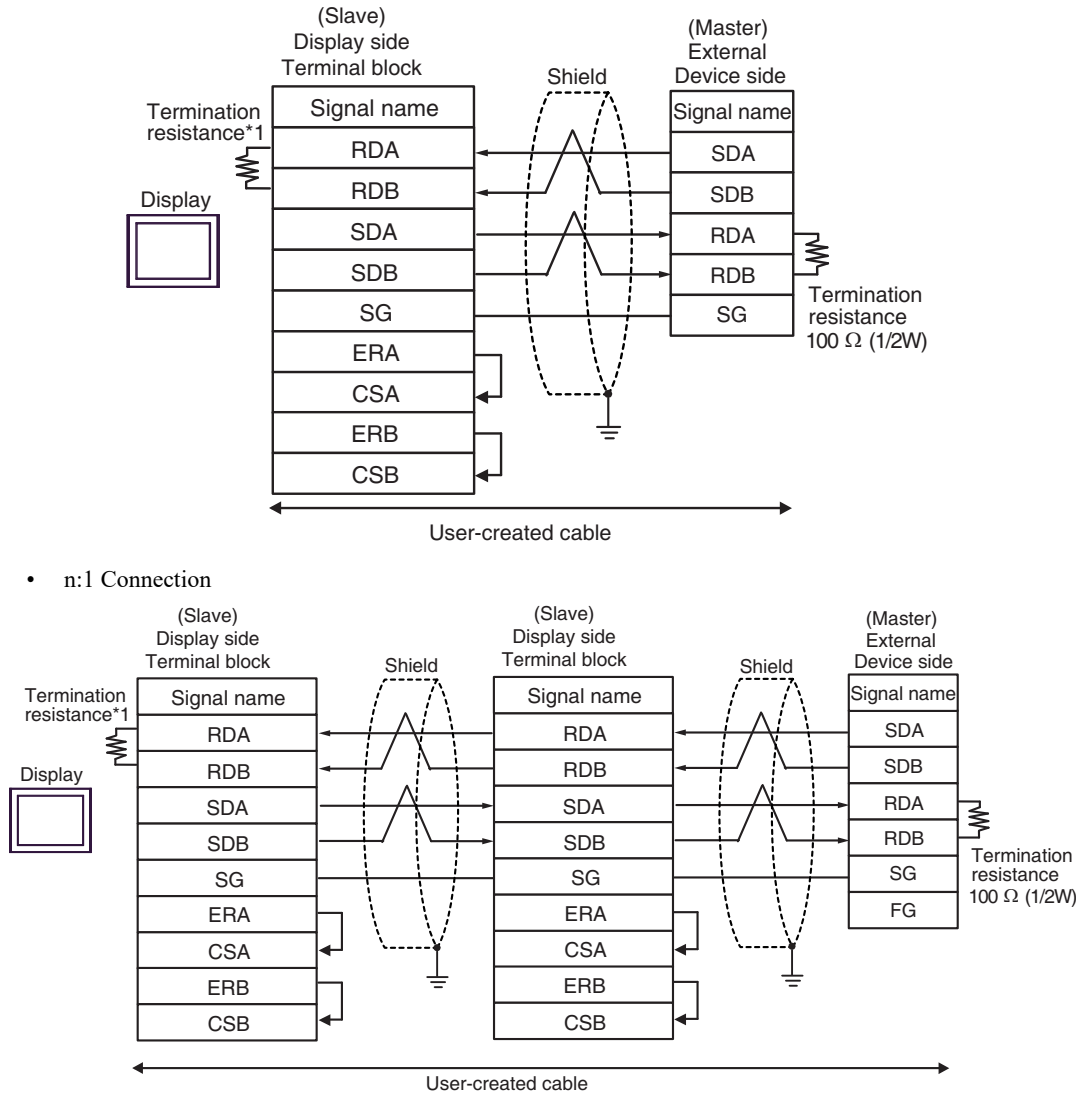 (Slave)
Display side
Terminal block
(Master)
External
Device side
Shield
Termination
resistance*1
Display
Signal name
RDA
RDB
SDA
SDB
SG
ERA
CSA
ERB
CSB
Signal name
SDA
SDB
RDA
RDB
SG
Termination
resistance
100 Ω (1/2W)
User-created cable
• n:1 Connection
(Slave)
Display side
Terminal block
(Slave)
Display side
Terminal block
(Master)
External
Device side
Termination
resistance*1
Display
Signal name
RDA
RDB
SDA
SDB
SG
ERA
CSA
ERB
CSB
Shield
Signal name
RDA
RDB
SDA
SDB
SG
ERA
CSA
ERB
CSB
Shield
Signal name
SDA
SDB
RDA
RDB
SG
FG
Termination
resistance
100 Ω (1/2W)
User-created cable